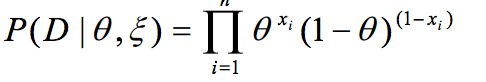 P(D | θ, ξ) = ∏_{i=1}^{n} θ^{x_i} (1 − θ)^{(1−x_i)}